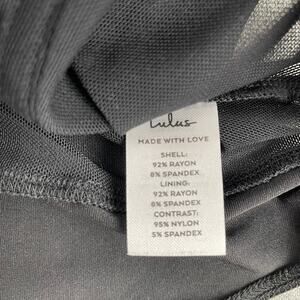 Lulus
MADE WITH LOVE
SHELL:
92% RAYON
8% SPANDEX
LINING:
92% RAYON
8% SPANDEX
CONTRAST:
95% NYLON
5% SPANDEX